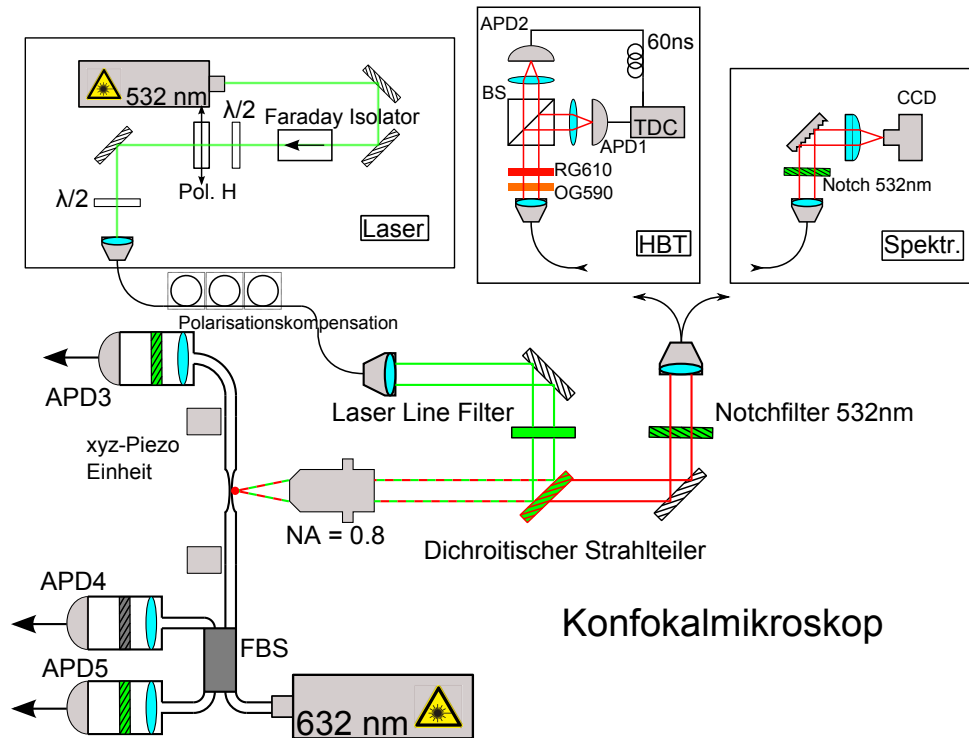 532 nm
λ/2
Faraday Isolator
Pol. H
λ/2
Laser
APD2
60ns
BS
TDC
APD1
RG610
OG590
HBT
CCD
Notch 532nm
Spektr.
Polarisationskompensation
APD3
Laser Line Filter
Notchfilter 532nm
xyz-Piezo
Einheit
NA = 0.8
Dichroitischer Strahlteiler
APD4
FBS
Konfokalmikroskop
APD5
632 nm